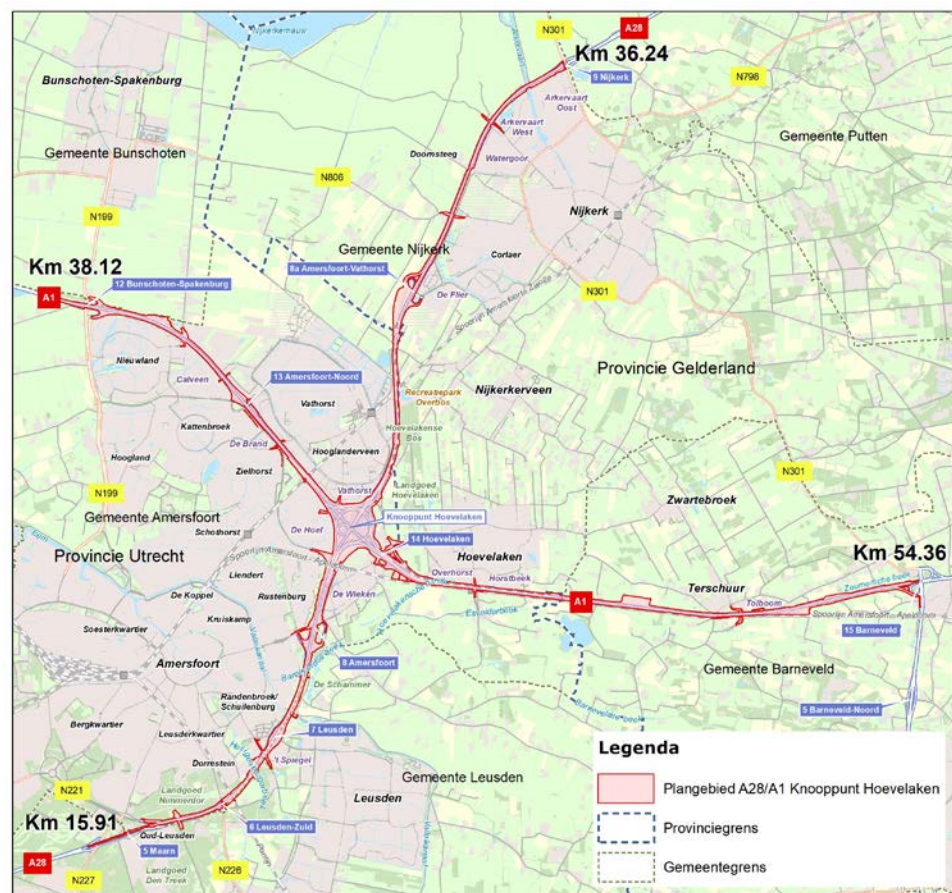 Nijkerkernauw
N301
A28
Km 36.24
9 Nijkerk
N798
Bunschoten-Spakenburg
Arkervaart
Oost
Arkervaart
West
Gemeente Putten
Gemeente Bunschoten
Doornsteeg
Watergoor
N806
N199
Nijkerk
Gemeente Nijkerk
Corlaer
Km 38.12
8a Amersfoort-Vathorst
12 Bunschoten-Spakenburg
A1
De Flier
N301
Nieuwland
Provincie Gelderland
Calveen
13 Amersfoort-Noord
Vathorst
Nijkerkerveen
Recreatiepark
Overbos
Kattenbroek
Hoevelakense
Bos
De Brand
Hooglanderveen
Hoogland
Zielhorst
N301
N199
Vathorst
Landgoed
Hoevelaken
Zwartebroek
Gemeente Amersfoort
Knooppunt Hoevelaken
De Hoef
Schothorst
14 Hoevelaken
Hoevelaken
Km 54.36
Eem
Provincie Utrecht
Overhorst
Horstbeek
Terschuur
Liendert
De Koppel
Rustenburg
De Wieken
Esvelderbeek
A1
Tolboom
Kruiskamp
Soesterkwartier
15 Barneveld
Amersfoort
8 Amersfoort
Gemeente Barneveld
De Schammer
Randenbroek/
Schuilenburg
5 Barneveld-Noord
Bergkwartier
Leusderkwartier
7 Leusden
Barneveldse beek
Dorrestein
't Spiegel
Gemeente Leusden
N221
Landgoed
Nimmerdor
Leusden
Km 15.91
6 Leusden-Zuid
Oud-Leusden
5 Maarn
A28
Landgoed
Den Treek
N227
N226
Legenda
Plangebied A28/A1 Knooppunt Hoevelaken
Provinciegrens
Gemeentegrens